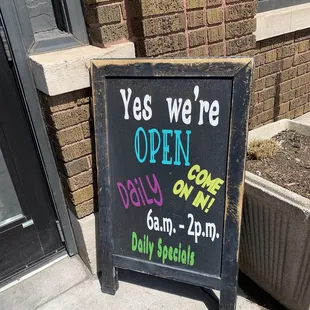 Yes we're
OPEN
DAILY
COME
ON IN!
6a.m. - 2p.m.
Daily Specials